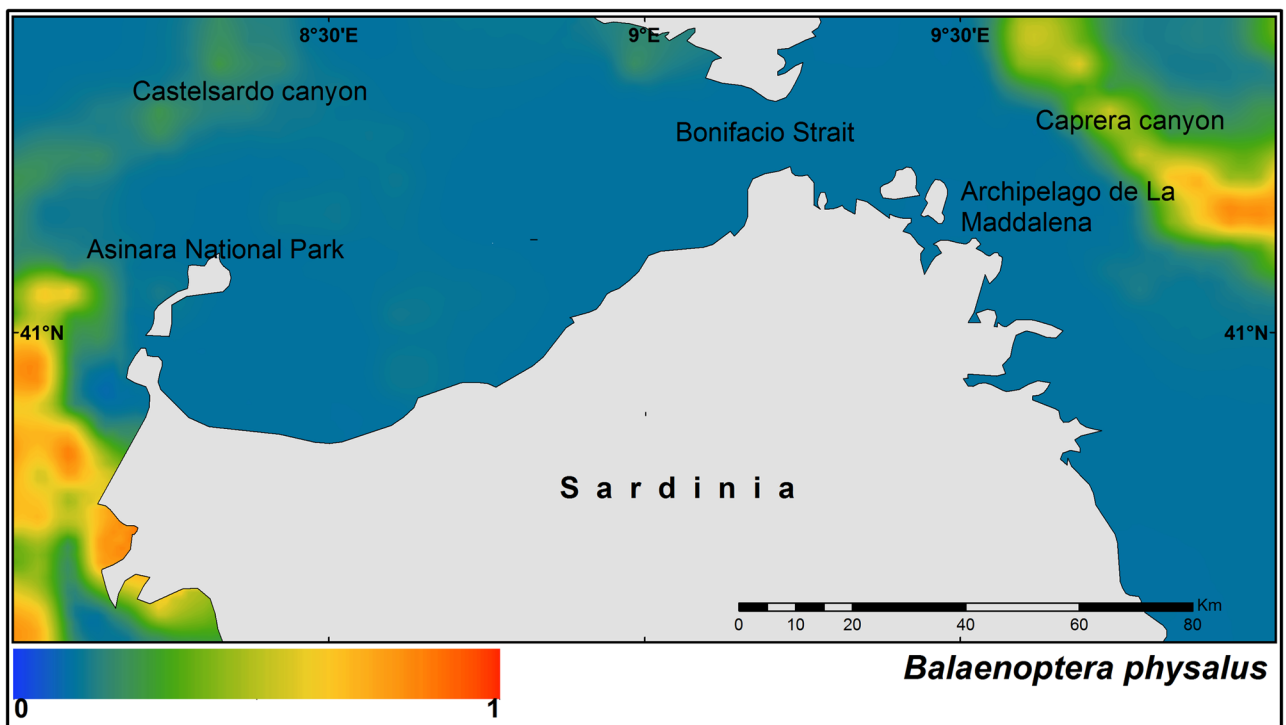 8°30'E
9°E
9°30'E
Castelsardo canyon
Caprera canyon
Bonifacio Strait
Archipelago de La
Maddalena
Asinara National Park
41°N
41°N
Sardinia
Km
0 10 20 40 60 80
Balaenoptera physalus
0 1